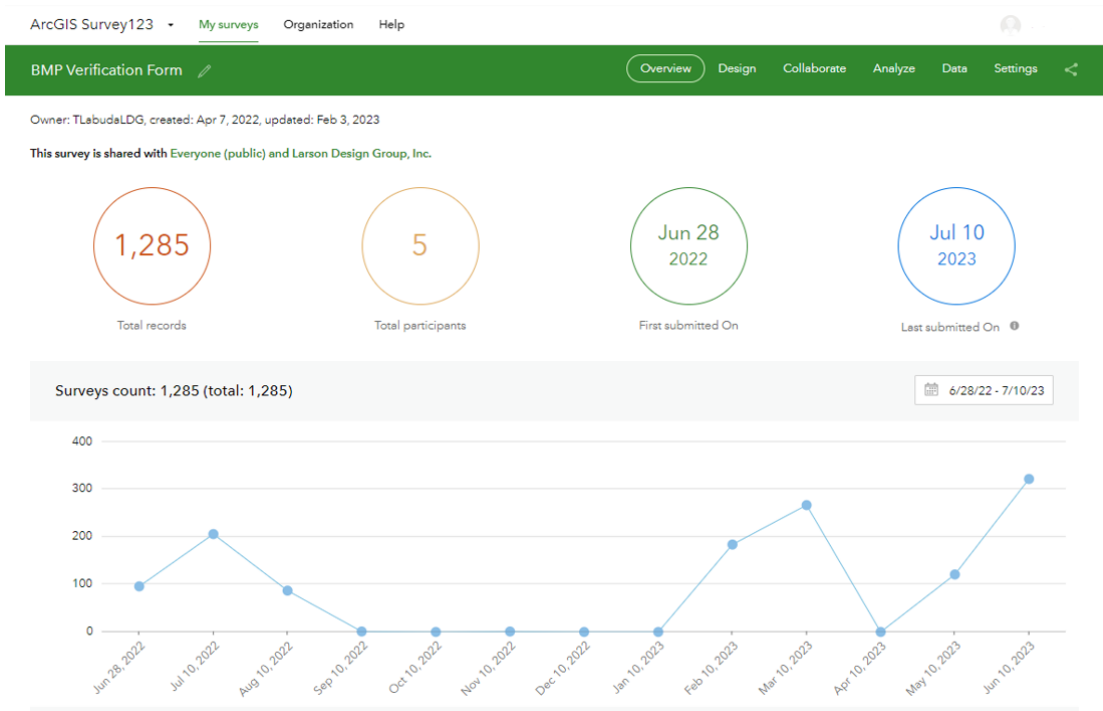 ArcGIS Survey123 My surveys Organization Help
BMP Verification Form Overview Design Collaborate Analyze Data Settings
Owner: TLabudaLDG, created: Apr 7, 2022, updated: Feb 3, 2023
This survey is shared with Everyone (public) and Larson Design Group, Inc.
1,285
Total records
5
Total participants
Jun 28
2022
First submitted On
Jul 10
2023
Last submitted On
Surveys count: 1,285 (total: 1,285)
6/28/22 - 7/10/23
400
300
200
100
0
Jun 28, 2022
Jul 10, 2022
Aug 10, 2022
Sep 10, 2022
Oct 10, 2022
Nov 10, 2022
Dec 10, 2022
Jan 10, 2023
Feb 10, 2023
Mar 10, 2023
Apr 10, 2023
May 10, 2023
Jun 10, 2023